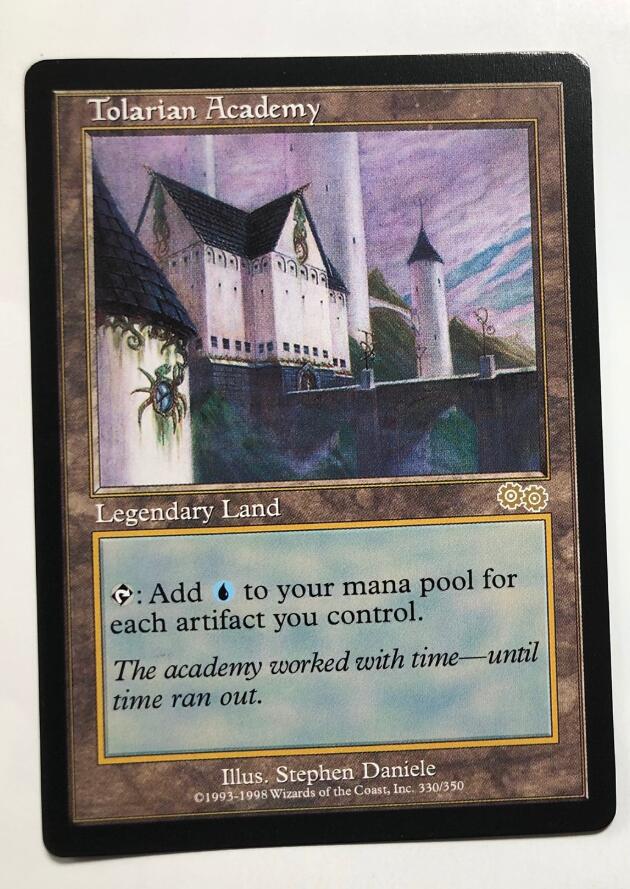 Tolarian Academy
Legendary Land
: Add to your mana pool for
each artifact you control.
The academy worked with time—until
time ran out.
Illus. Stephen Daniele
©1993-1998 Wizards of the Coast, Inc. 330/350